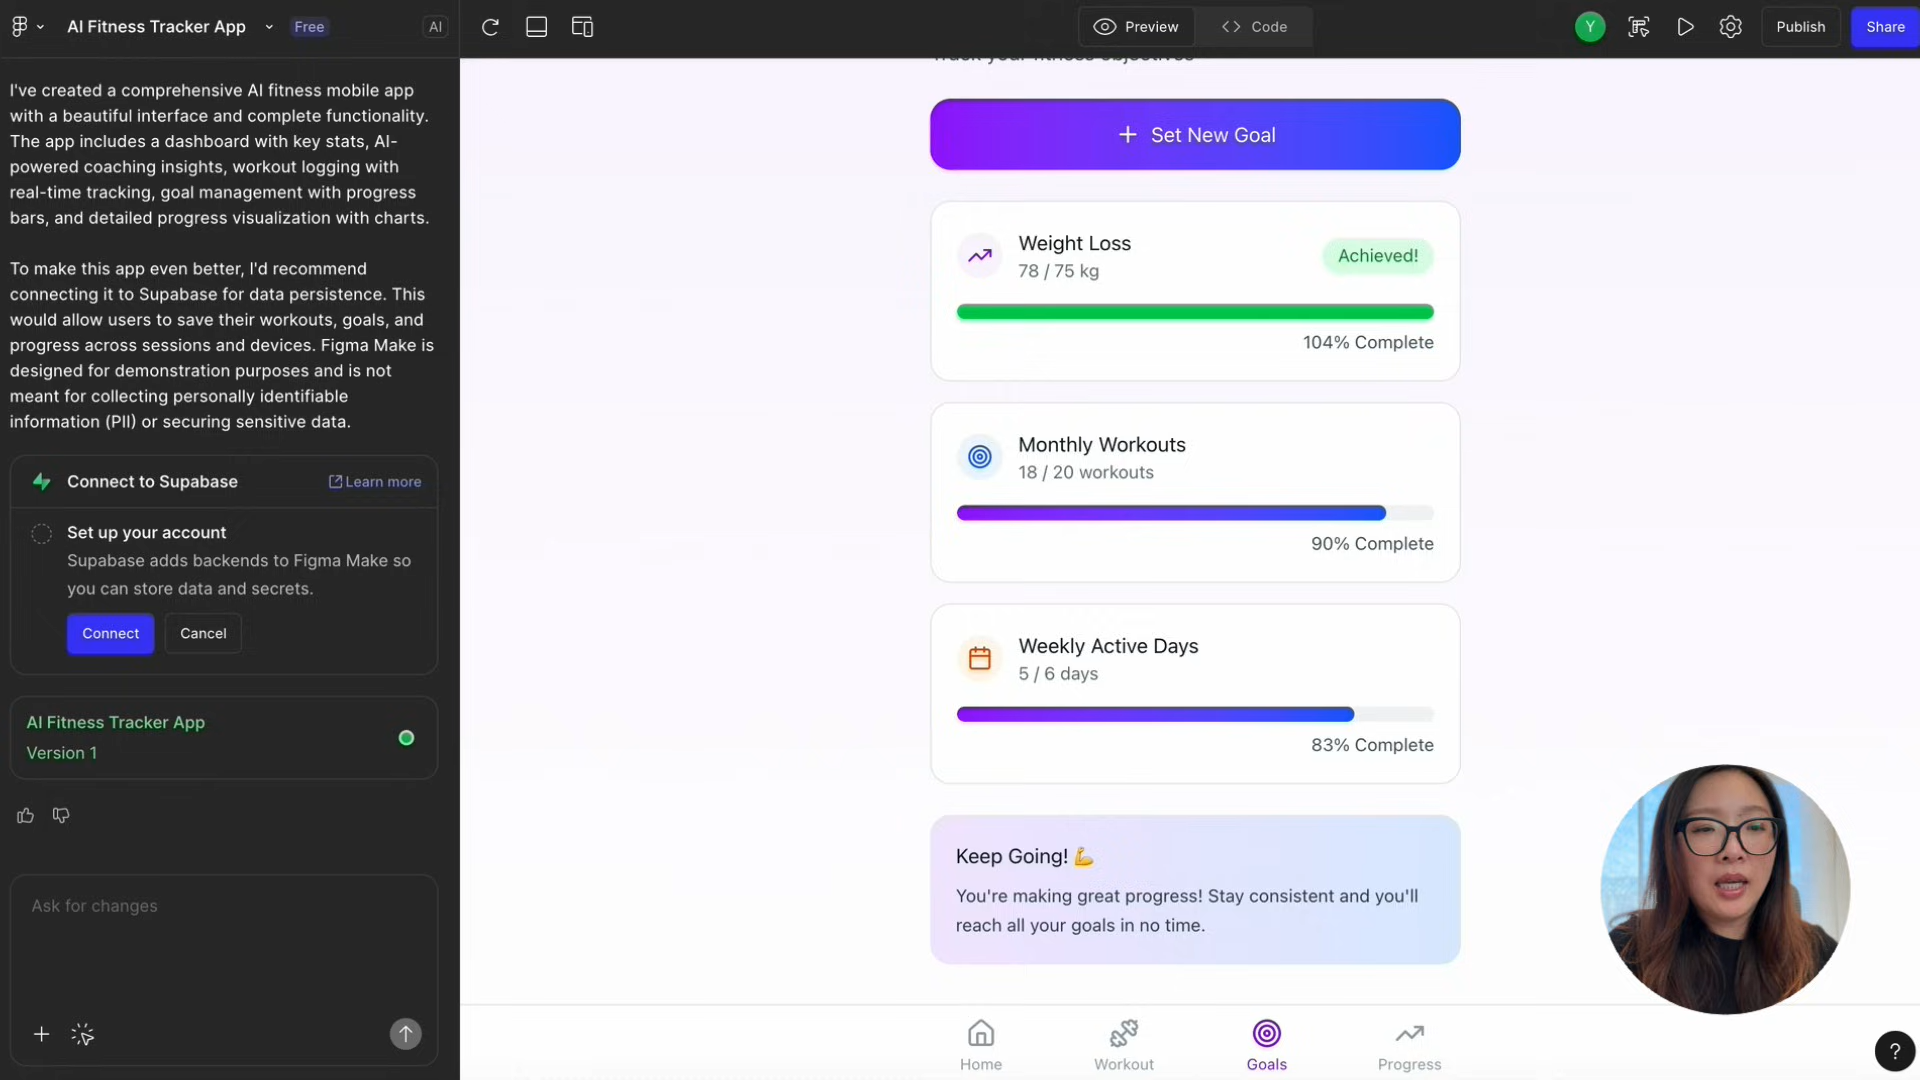 AI Fitness Tracker App
Free
AI
Preview
Code
Y
Publish
Share
I've created a comprehensive AI fitness mobile app
with a beautiful interface and complete functionality.
The app includes a dashboard with key stats, AI-
powered coaching insights, workout logging with
real-time tracking, goal management with progress
bars, and detailed progress visualization with charts.
To make this app even better, I'd recommend
connecting it to Supabase for data persistence. This
would allow users to save their workouts, goals, and
progress across sessions and devices. Figma Make is
designed for demonstration purposes and is not
meant for collecting personally identifiable
information (PII) or securing sensitive data.
Connect to Supabase
Learn more
Set up your account
Supabase adds backends to Figma Make so
you can store data and secrets.
Connect
Cancel
AI Fitness Tracker App
Version 1
Ask for changes
Track your fitness objectives
+ Set New Goal
Weight Loss
78 / 75 kg
Achieved!
104% Complete
Monthly Workouts
18 / 20 workouts
90% Complete
Weekly Active Days
5 / 6 days
83% Complete
Keep Going! 💪
You're making great progress! Stay consistent and you'll
reach all your goals in no time.
Home
Workout
Goals
Progress
?